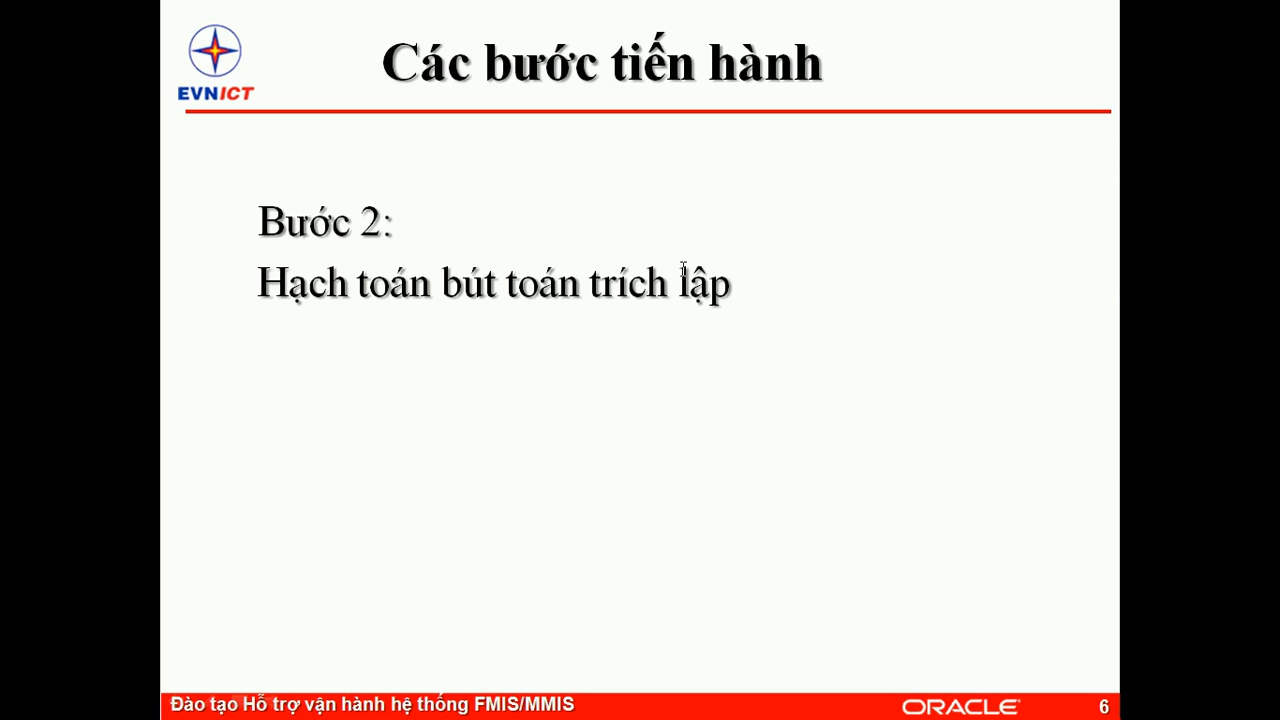 Các bước tiến hành
EVNICT
Bước 2:
Hạch toán bút toán trích lập
Đào tạo Hỗ trợ vận hành hệ thống FMIS/MMIS
ORACLE
6